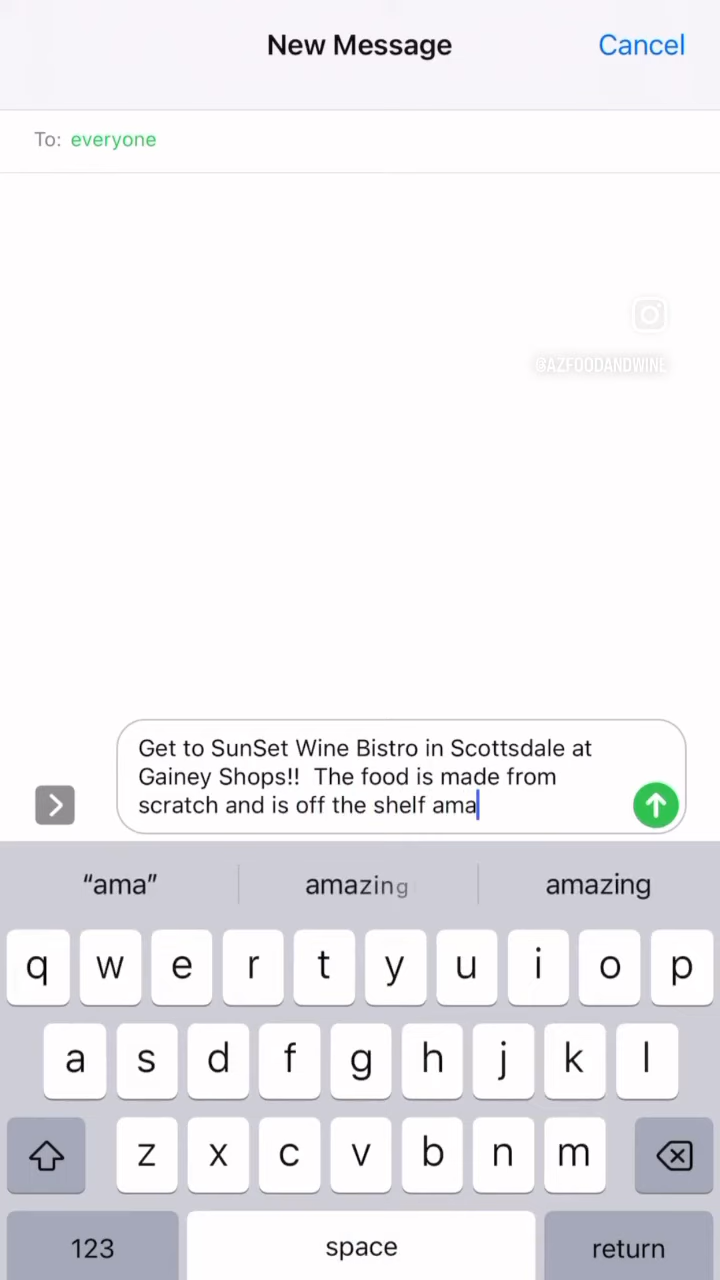 New Message
Cancel
To: everyone
@AZFOODANDWINE
Get to SunSet Wine Bistro in Scottsdale at
Gainey Shops!!  The food is made from
scratch and is off the shelf ama
“ama”
amazing
amazing
q w e r t y u i o p
a s d f g h j k l
z x c v b n m
123
space
return